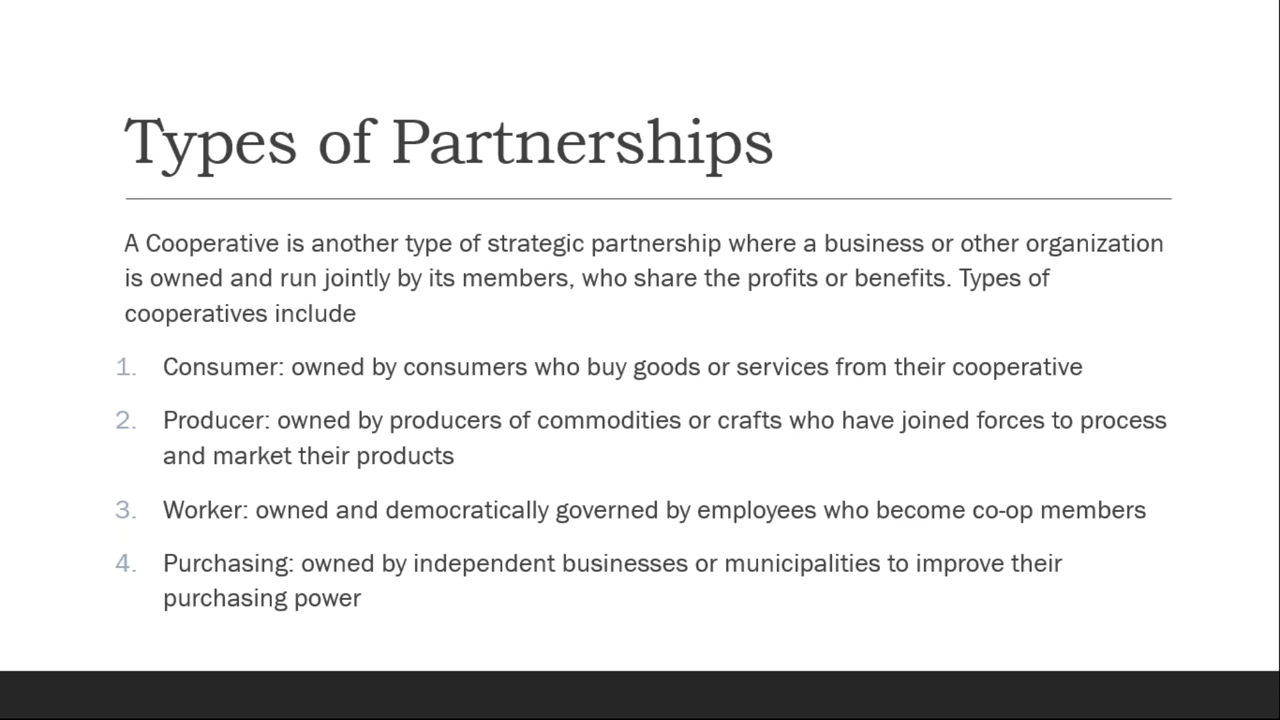 Types of Partnerships
A Cooperative is another type of strategic partnership where a business or other organization
is owned and run jointly by its members, who share the profits or benefits. Types of
cooperatives include
1. Consumer: owned by consumers who buy goods or services from their cooperative
2. Producer: owned by producers of commodities or crafts who have joined forces to process
and market their products
3. Worker: owned and democratically governed by employees who become co-op members
4. Purchasing: owned by independent businesses or municipalities to improve their
purchasing power